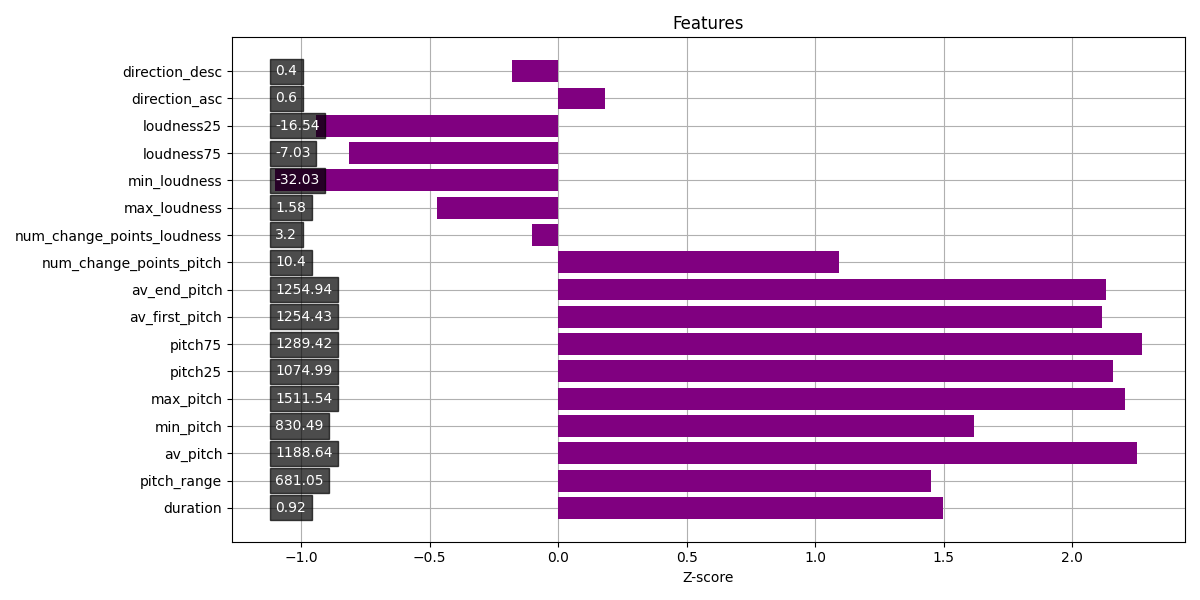 Features
direction_desc 0.4
direction_asc 0.6
loudness25 -16.54
loudness75 -7.03
min_loudness -32.03
max_loudness 1.58
num_change_points_loudness 3.2
num_change_points_pitch 10.4
av_end_pitch 1254.94
av_first_pitch 1254.43
pitch75 1289.42
pitch25 1074.99
max_pitch 1511.54
min_pitch 830.49
av_pitch 1188.64
pitch_range 681.05
duration 0.92
−1.0 −0.5 0.0 0.5 1.0 1.5 2.0
Z-score